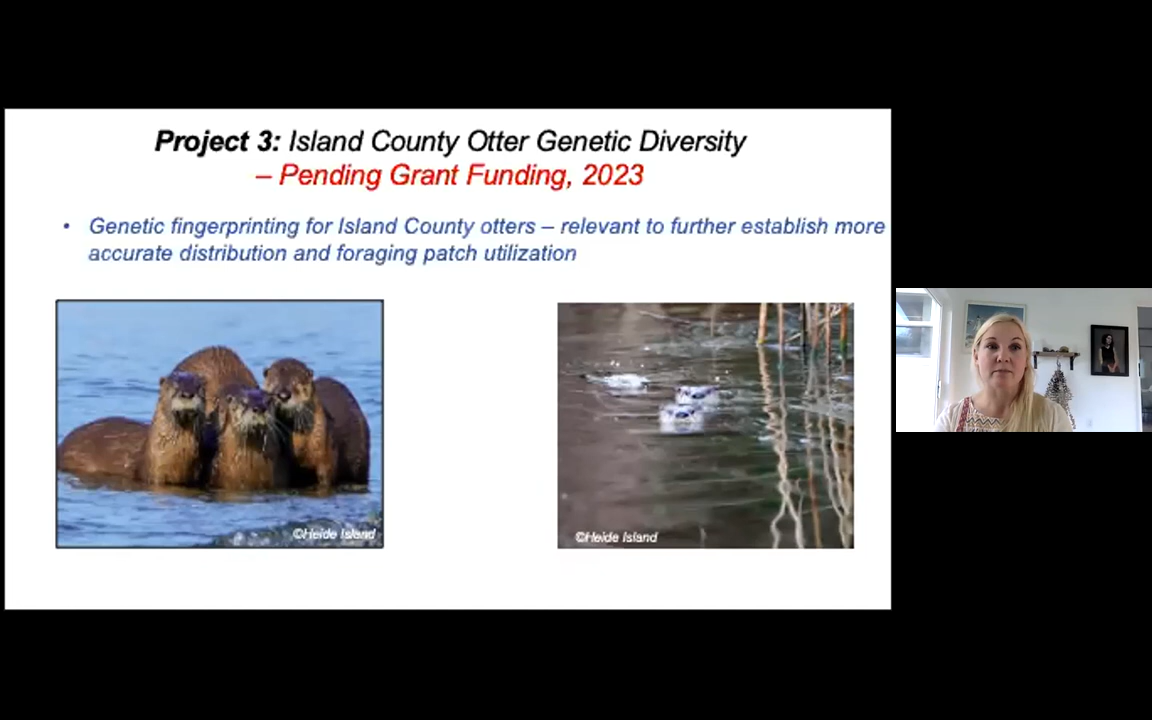 Project 3: Island County Otter Genetic Diversity
– Pending Grant Funding, 2023
• Genetic fingerprinting for Island County otters – relevant to further establish more
accurate distribution and foraging patch utilization
©Heide Island
©Heide Island